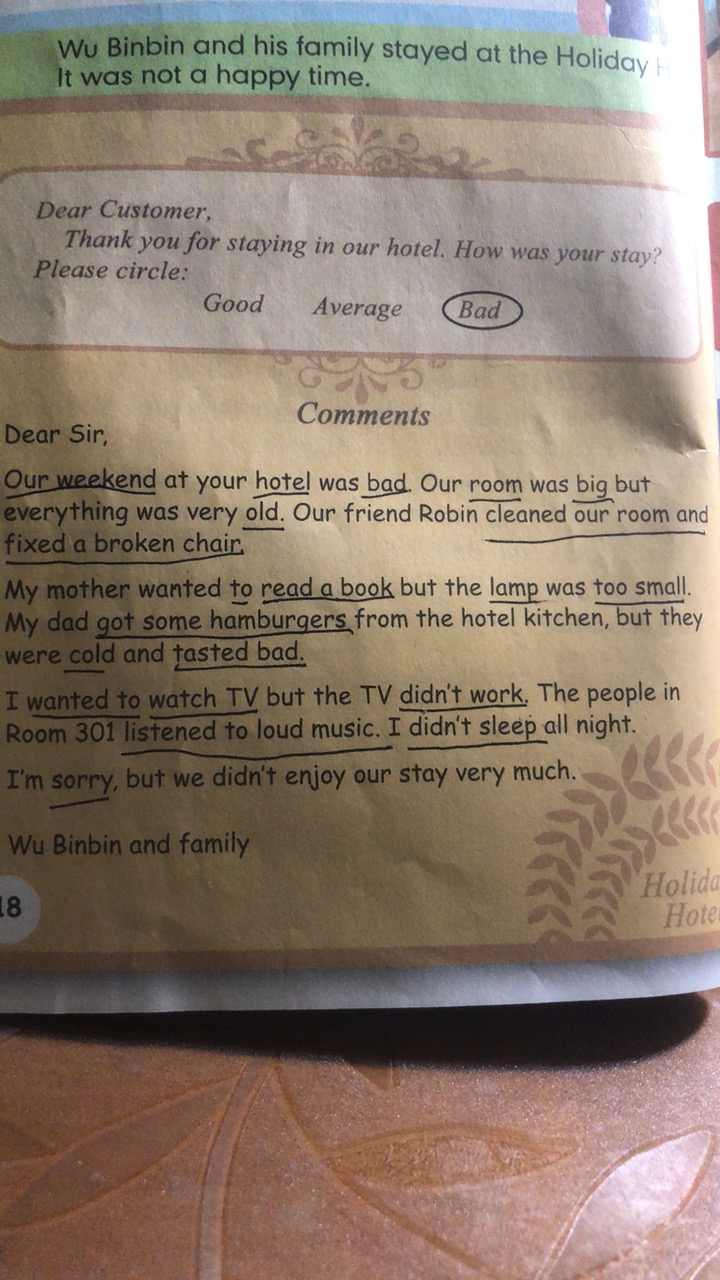 Wu Binbin and his family stayed at the Holiday
It was not a happy time.
Dear Customer,
Thank you for staying in our hotel. How was your stay?
Please circle:
Good Average Bad
Comments
Dear Sir,
Our weekend at your hotel was bad. Our room was big but
everything was very old. Our friend Robin cleaned our room and
fixed a broken chair.
My mother wanted to read a book but the lamp was too small.
My dad got some hamburgers from the hotel kitchen, but they
were cold and tasted bad.
I wanted to watch TV but the TV didn't work. The people in
Room 301 listened to loud music. I didn't sleep all night.
I'm sorry, but we didn't enjoy our stay very much.
Wu Binbin and family
18